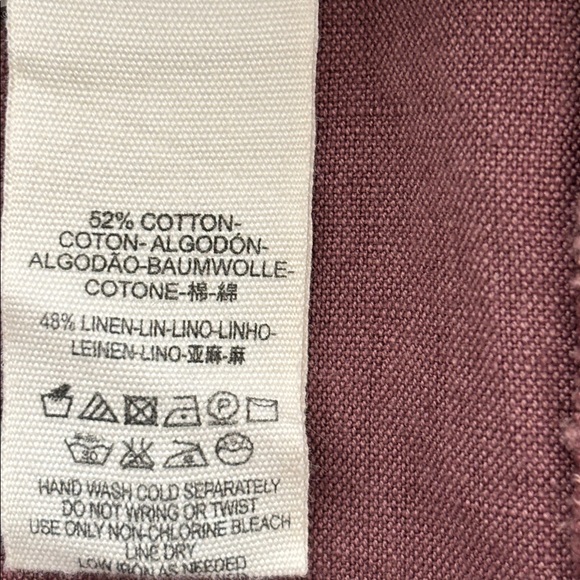 52% COTTON-
COTON- ALGODÓN-
ALGODÃO-BAUMWOLLE-
COTONE-棉-綿
48% LINEN-LIN-LINO-LINHO-
LEINEN-LINO-亚麻-麻
P
30
HAND WASH COLD SEPARATELY
DO NOT WRING OR TWIST
USE ONLY NON-CHLORINE BLEACH
LINE DRY
LOW IRON AS NEEDED